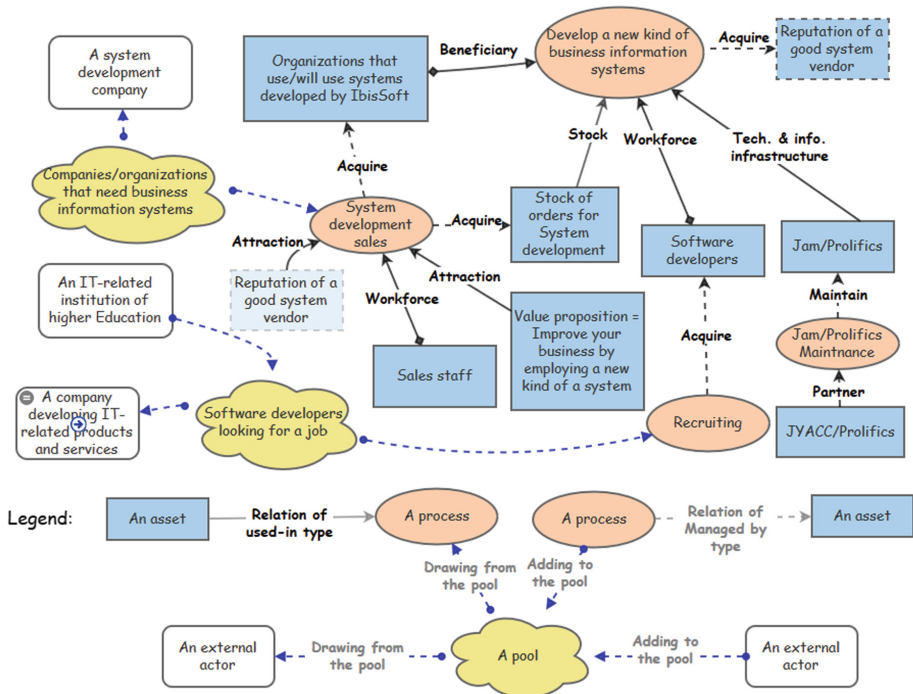 A system
development
company
Organizations that
use/will use systems
developed by IbisSoft
Beneficiary
Develop a new kind of
business information
systems
Acquire
Reputation of a
good system
vendor
Companies/organizations
that need business
information systems
Acquire
Stock
Workforce
Tech. & info.
infrastructure
System
development
sales
Acquire
Stock of
orders for
System
development
Software
developers
Jam/Prolifics
Attraction
Reputation of a
good system
vendor
An IT-related
institution of
higher Education
Workforce
Attraction
Maintain
Value proposition =
Improve your
business by
employing a new
kind of a system
Acquire
Jam/Prolifics
Maintnance
Sales staff
Partner
A company
developing IT-
related products
and services
Software developers
looking for a job
Recruiting
JYACC/Prolifics
Legend:
An asset
Relation of
used-in type
A process
A process
Relation of
Managed by
type
An asset
Drawing from
the pool
Adding to
the pool
An external
actor
Drawing from
the pool
A pool
Adding to
the pool
An external
actor